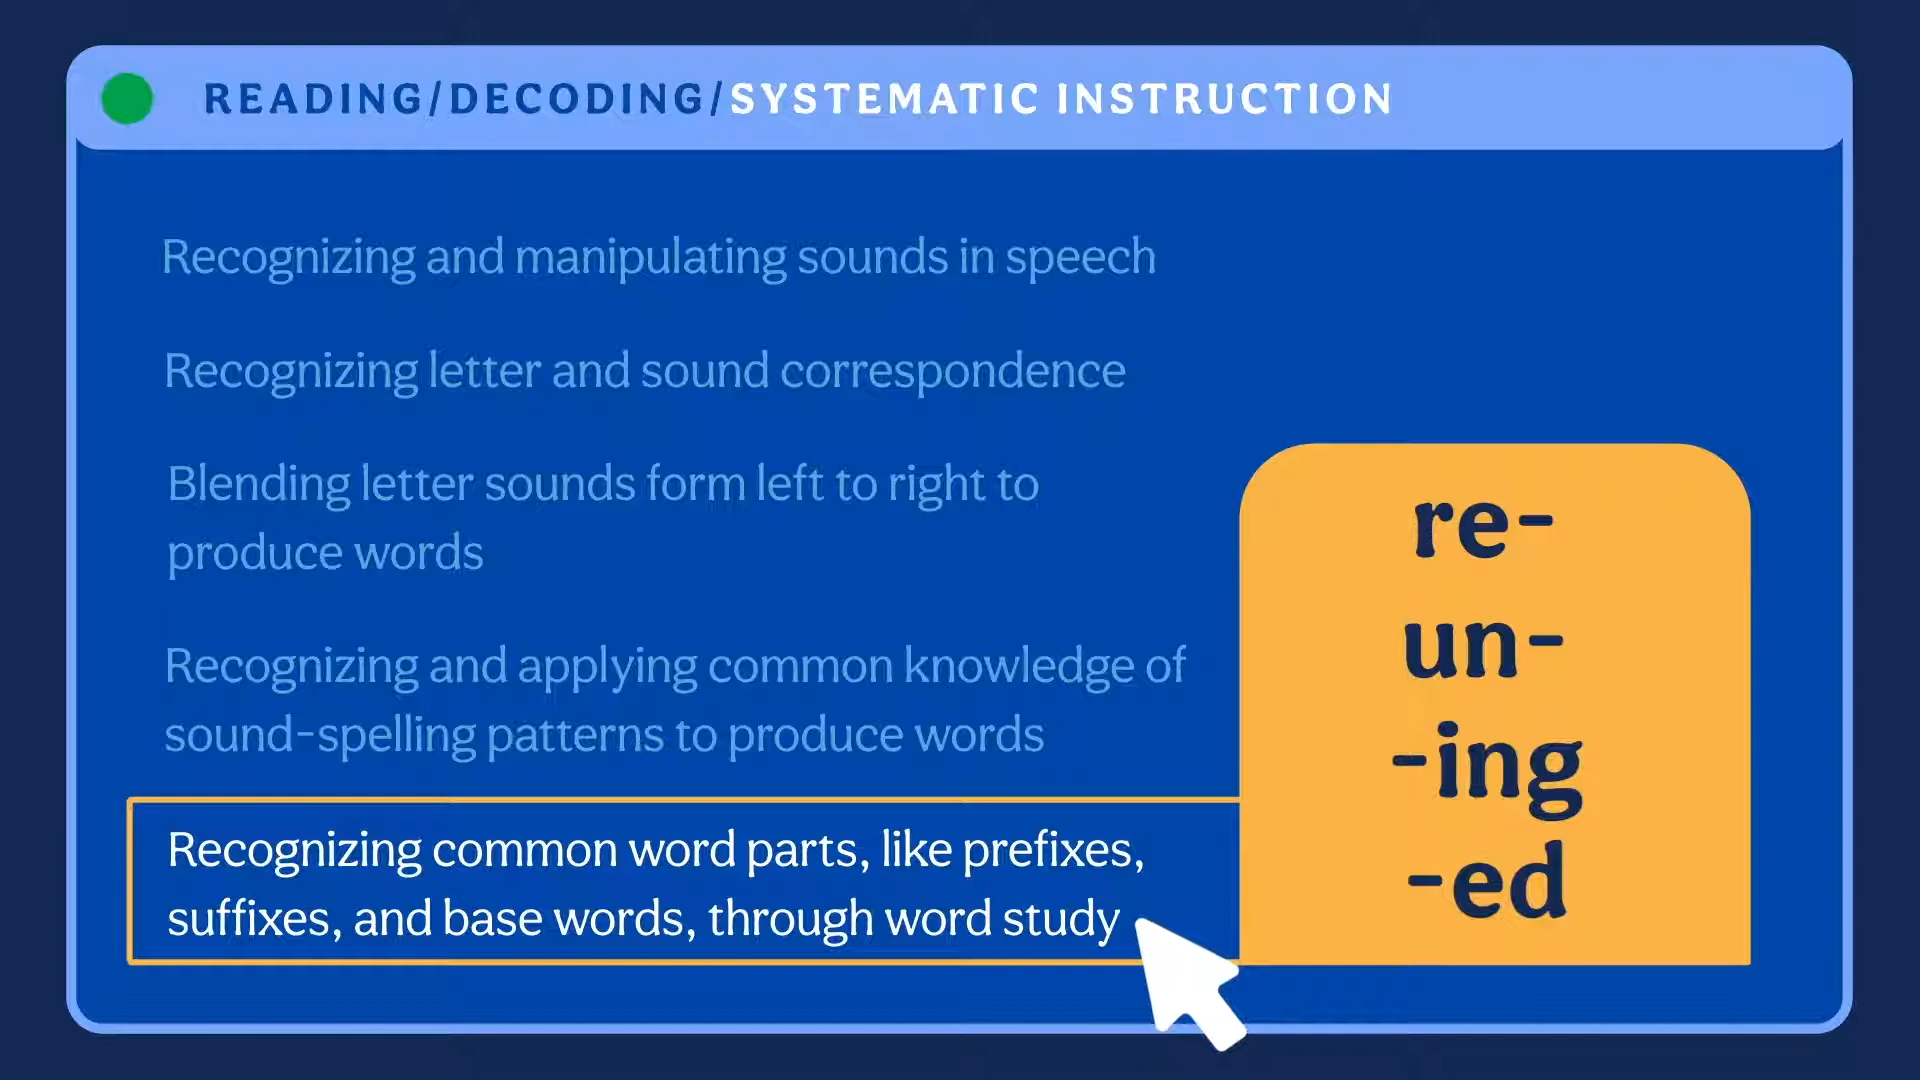 READING/DECODING/SYSTEMATIC INSTRUCTION
Recognizing and manipulating sounds in speech
Recognizing letter and sound correspondence
Blending letter sounds form left to right to
produce words
Recognizing and applying common knowledge of
sound-spelling patterns to produce words
Recognizing common word parts, like prefixes,
suffixes, and base words, through word study
re-
un-
-ing
-ed